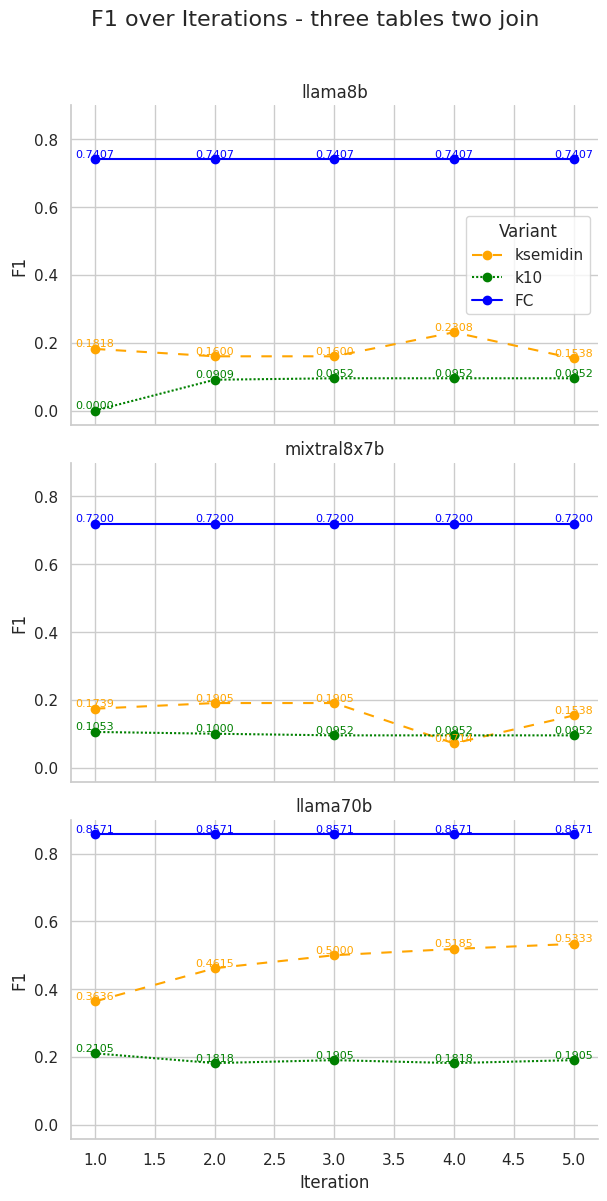 F1 over Iterations - three tables two join
llama8b
0.8
0.7407 0.7407 0.7407 0.7407 0.7407
0.6
Variant
ksemidin
k10
FC
F1
0.4
0.2
0.1818 0.1600 0.1600 0.2308 0.1538
0.0000 0.0909 0.0952 0.0952 0.0952
0.0
mixtral8x7b
0.8
0.7200 0.7200 0.7200 0.7200 0.7200
0.6
F1
0.4
0.2
0.1739 0.1905 0.1905 0.1538
0.1053 0.1000 0.0952 0.0952 0.0952
0.0
llama70b
0.8571 0.8571 0.8571 0.8571 0.8571
0.8
0.6
F1
0.3636 0.4615 0.5000 0.5185 0.5333
0.4
0.2105 0.1818 0.1905 0.1818 0.1905
0.2
0.0
1.0 1.5 2.0 2.5 3.0 3.5 4.0 4.5 5.0
Iteration